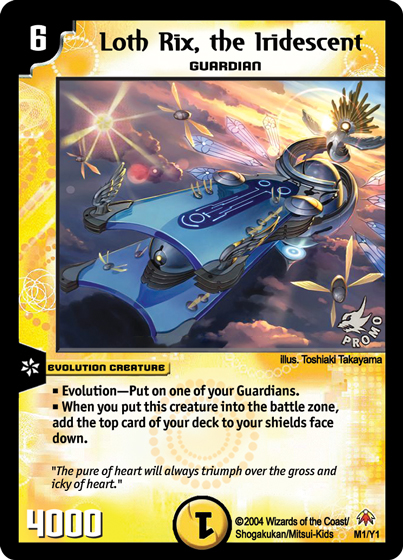 6
Loth Rix, the Iridescent
GUARDIAN
PROMO
illus. Toshiaki Takayama
EVOLUTION CREATURE
▪ Evolution—Put on one of your Guardians.
▪ When you put this creature into the battle zone,
add the top card of your deck to your shields face
down.
"The pure of heart will always triumph over the gross and
icky of heart."
4000
1
©2004 Wizards of the Coast/
Shogakukan/Mitsui-Kids
M1/Y1